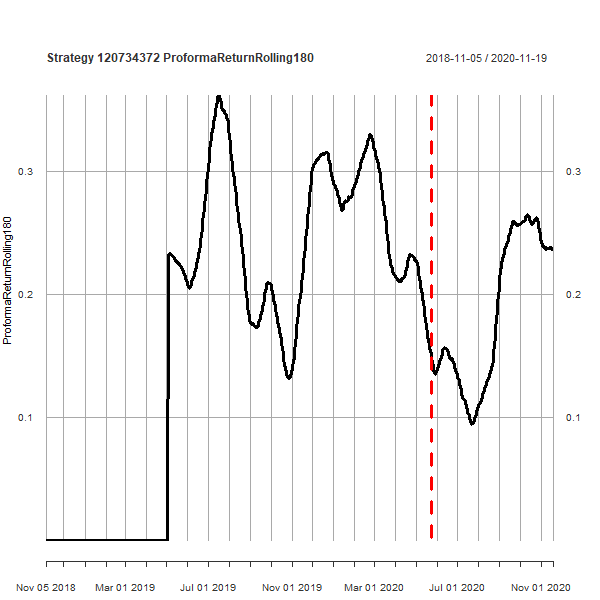 Strategy 120734372 ProformaReturnRolling180
2018-11-05 / 2020-11-19
ProformaReturnRolling180
0.3
0.3
0.2
0.2
0.1
0.1
Nov 05 2018
Mar 01 2019
Jul 01 2019
Nov 01 2019
Mar 01 2020
Jul 01 2020
Nov 01 2020